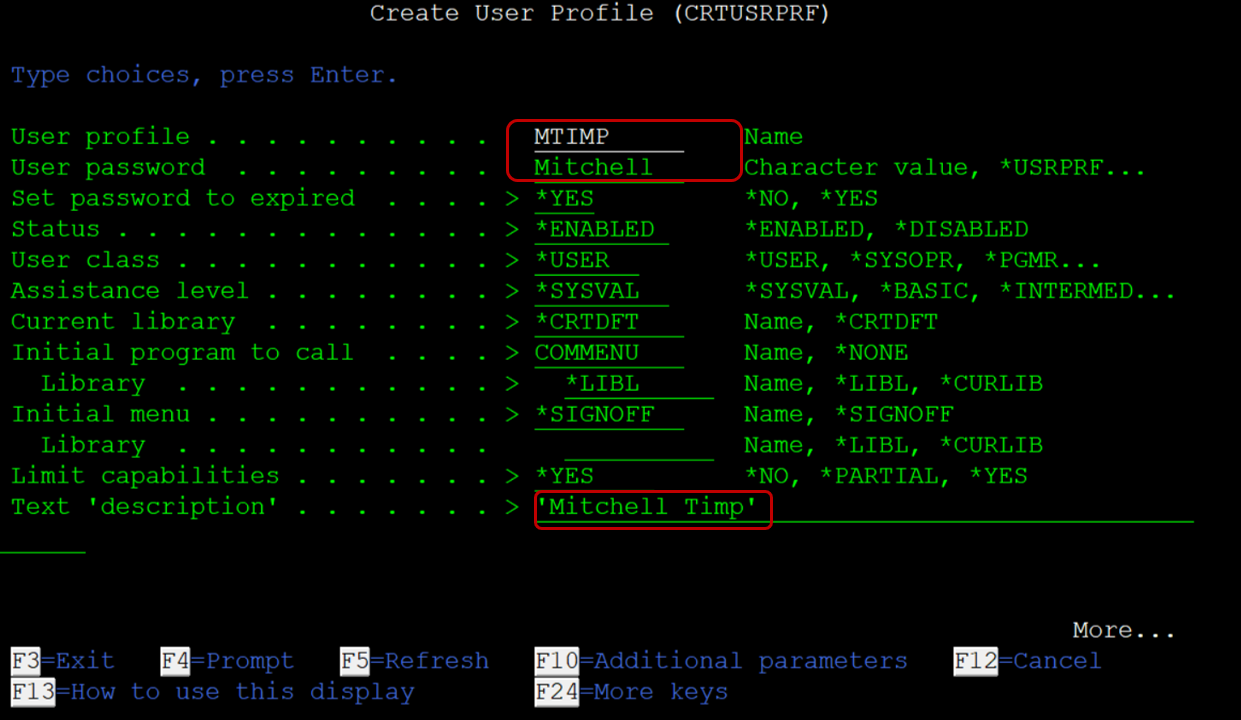 Create User Profile (CRTUSRPRF)
Type choices, press Enter.
User profile . . . . . . . . . . MTIMP Name
User password . . . . . . . . . Mitchell Character value, *USRPRF...
Set password to expired . . . . > *YES *NO, *YES
Status . . . . . . . . . . . . . > *ENABLED *ENABLED, *DISABLED
User class . . . . . . . . . . . > *USER *USER, *SYSOPR, *PGMR...
Assistance level . . . . . . . . > *SYSVAL *SYSVAL, *BASIC, *INTERMED...
Current library . . . . . . . . > *CRTDFT Name, *CRTDFT
Initial program to call . . . . > COMMENU Name, *NONE
Library . . . . . . . . . . . > *LIBL Name, *LIBL, *CURLIB
Initial menu . . . . . . . . . . > *SIGNOFF Name, *SIGNOFF
Library . . . . . . . . . . . Name, *LIBL, *CURLIB
Limit capabilities . . . . . . . > *YES *NO, *PARTIAL, *YES
Text 'description' . . . . . . . > 'Mitchell Timp'
More...
F3=Exit F4=Prompt F5=Refresh F10=Additional parameters F12=Cancel
F13=How to use this display F24=More keys